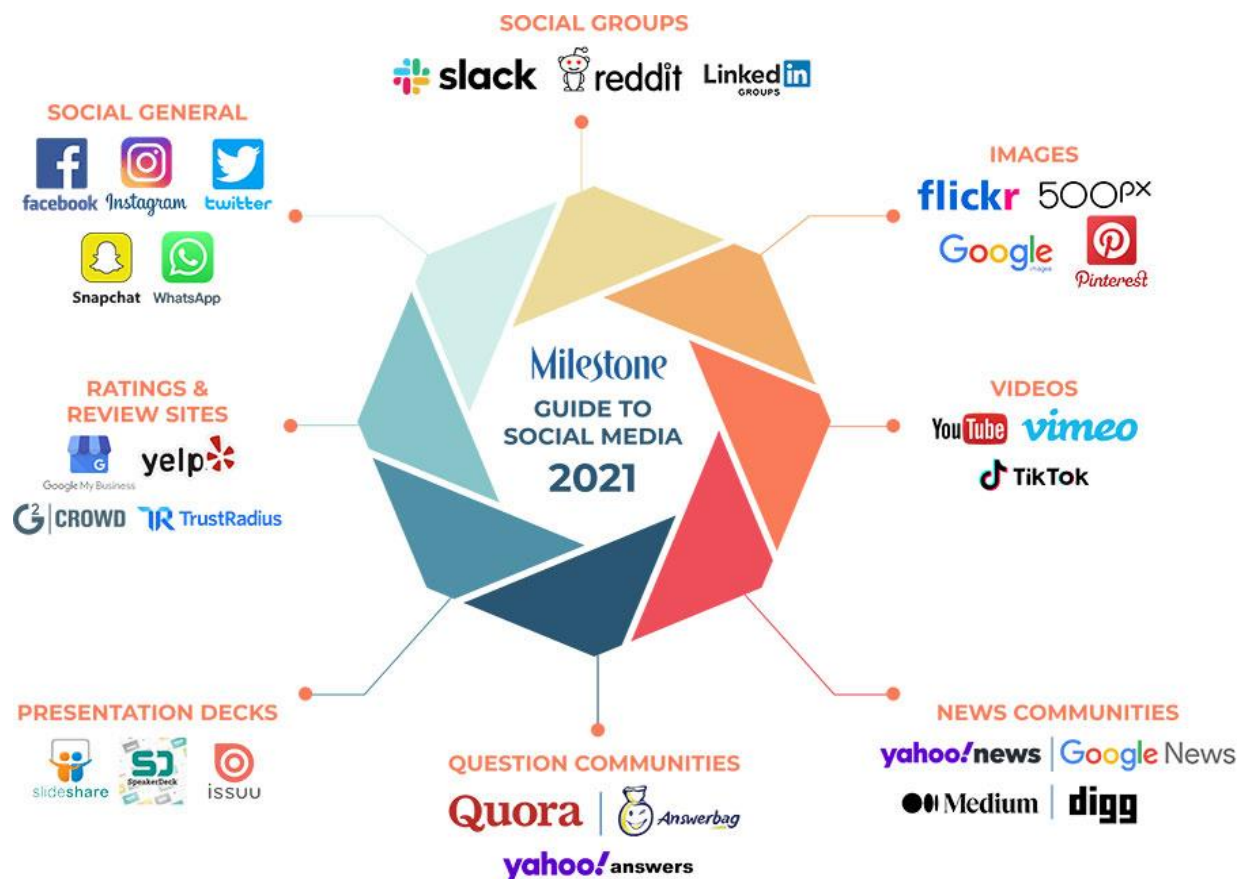 SOCIAL GROUPS
slack
reddit
Linked in
GROUPS
SOCIAL GENERAL
facebook
Instagram
twitter
Snapchat
WhatsApp
IMAGES
flickr
500px
Google
images
Pinterest
RATINGS &
REVIEW SITES
Google My Business
yelp
G2 | CROWD
TR TrustRadius
Milestone
GUIDE TO
SOCIAL MEDIA
2021
VIDEOS
YouTube
vimeo
TikTok
PRESENTATION DECKS
slideshare
SD
SpeakerDeck
issuu
QUESTION COMMUNITIES
Quora
Answerbag
yahoo! answers
NEWS COMMUNITIES
yahoo!news
Google News
Medium
digg